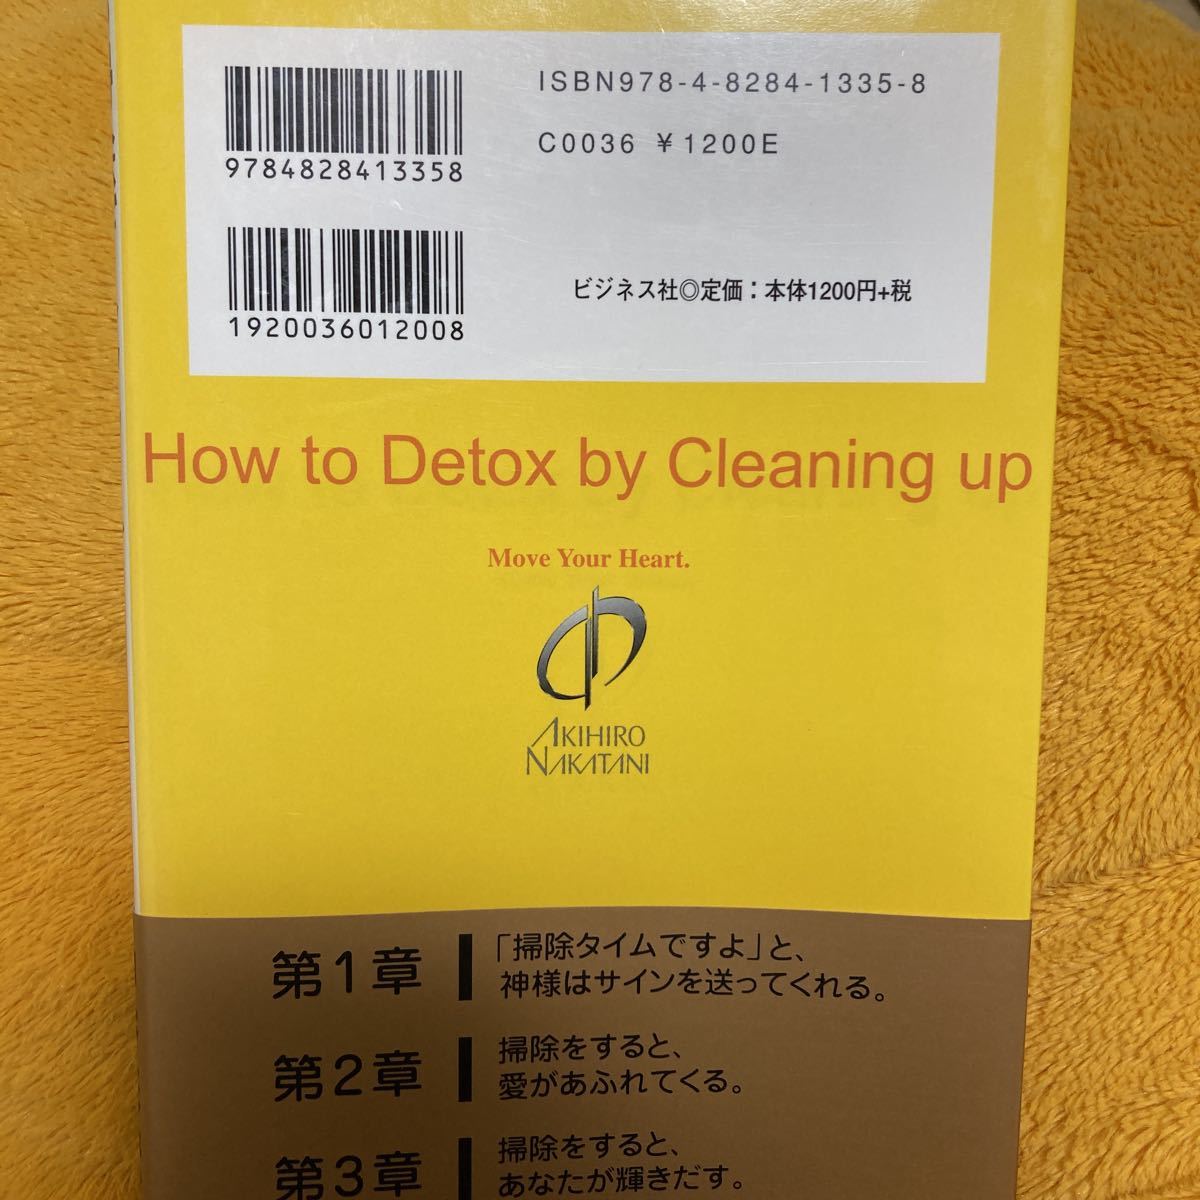 ISBN978-4-8284-1335-8
C0036 ¥1200E
9784828413358
1920036012008
ビジネス社◎定価：本体1200円+税
How to Detox by Cleaning up
Move Your Heart.
AKIHIRO
NAKATANI
第1章
「掃除タイムですよ」と、
神様はサインを送ってくれる。
第2章
掃除をすると、
愛があふれてくる。
第3章
掃除をすると、
あなたが輝きだす。